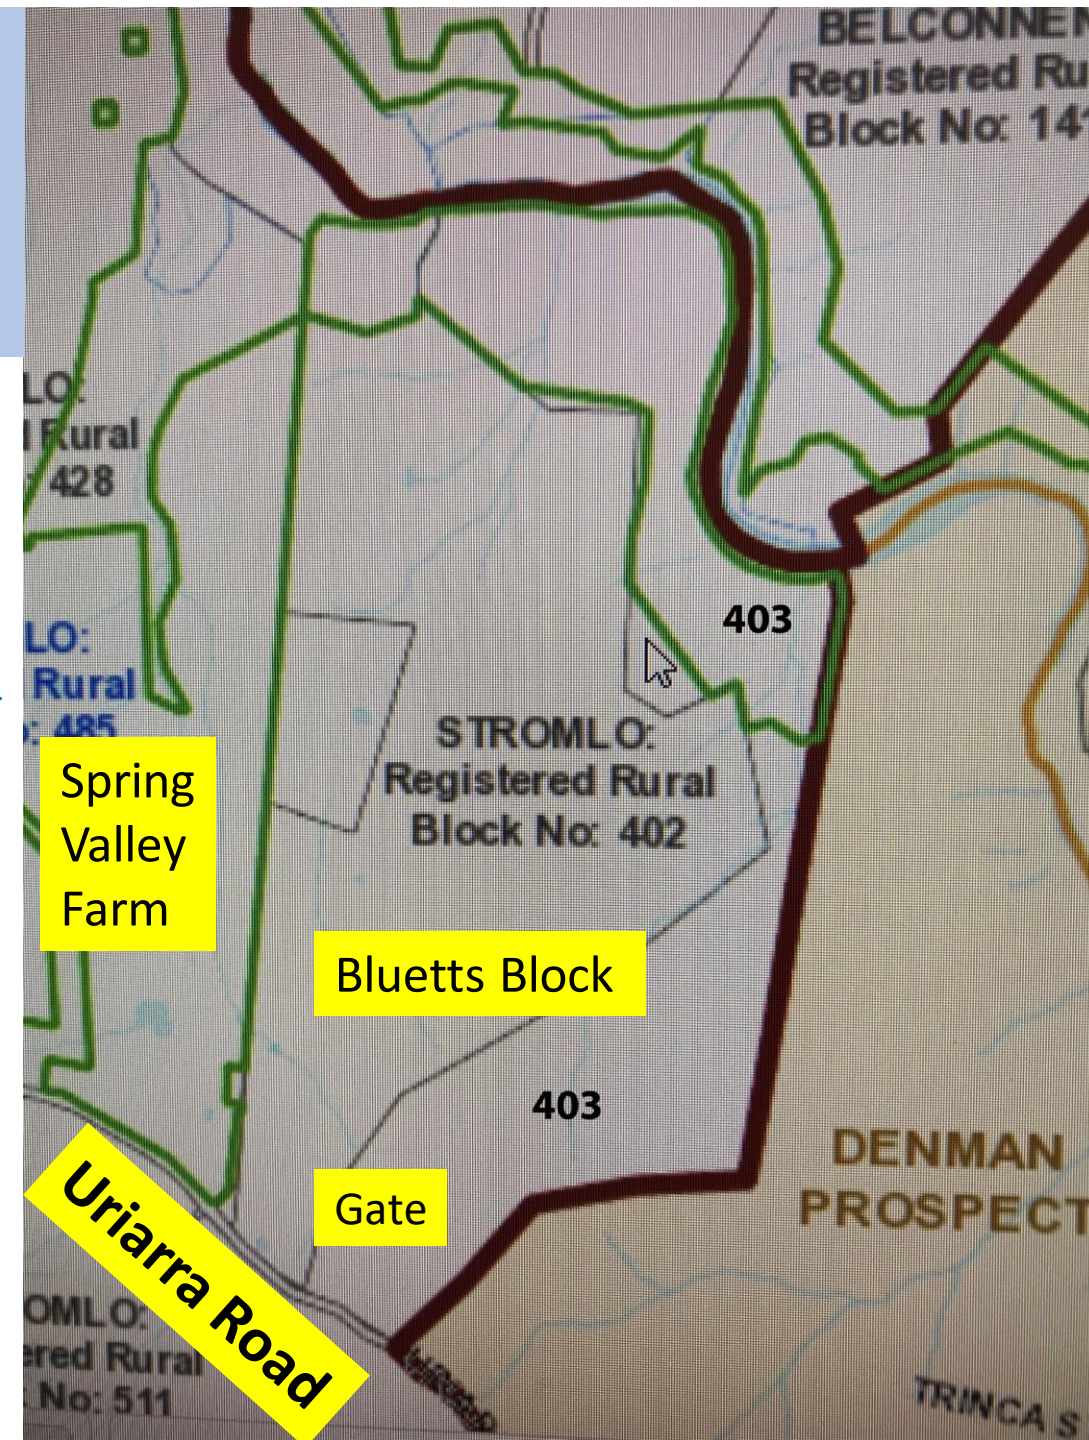 BELCONNEN
Registered Ru
Block No: 14
LO:
Rural
: 428
403
LO:
Rural
: 485
STROMLO:
Registered Rural
Block No: 402
Spring
Valley
Farm
Bluetts Block
403
DENMAN
PROSPECT
Gate
Uriarra Road
OMLO:
ered Rural
No: 511
TRINCA S